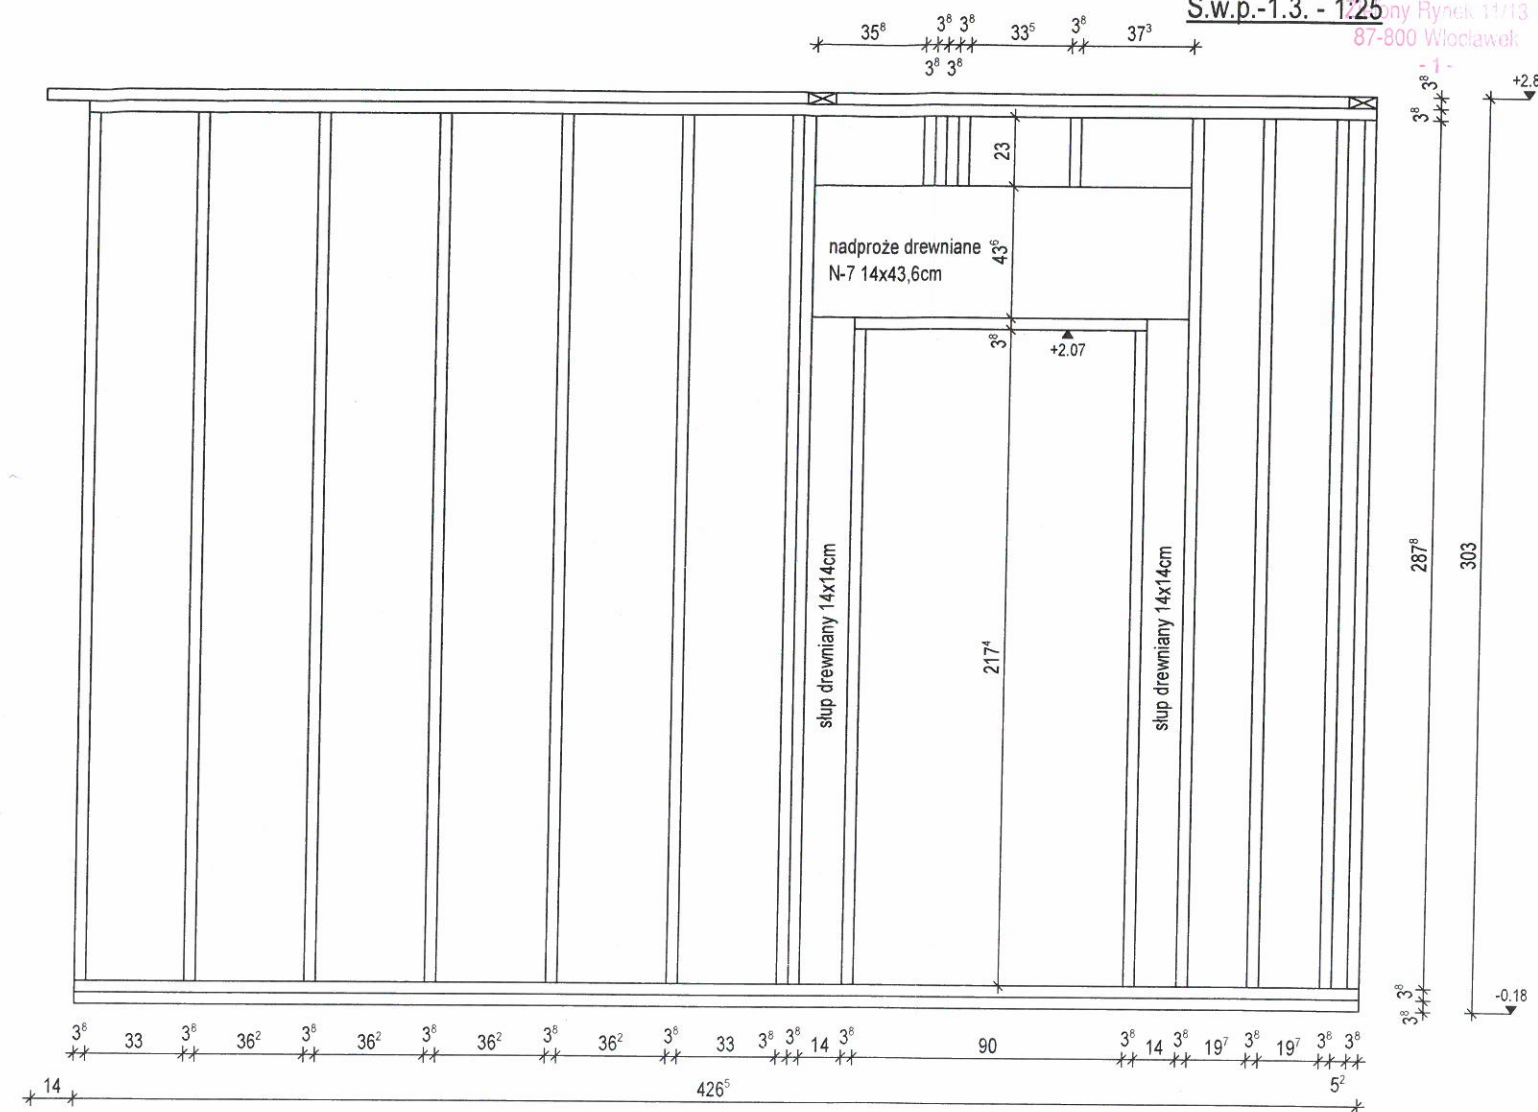 S.w.p.-1.3. - 1:25
Rynek 11/13
87-800 Włocławek
- 1 -
35⁸ 3⁸ 3⁸ 33⁵ 3⁸ 37³
3⁸ 3⁸
3⁸
3⁸
+2.8
23
nadproże drewniane
N-7 14x43,6cm
43⁶
3⁸
+2.07
słup drewniany 14x14cm
217⁴
słup drewniany 14x14cm
287⁸
303
3⁸
3⁸
-0.18
3⁸ 33 3⁸ 36² 3⁸ 36² 3⁸ 36² 3⁸ 36² 3⁸ 33 3⁸ 3⁸ 14 3⁸ 90 3⁸ 14 3⁸ 19⁷ 3⁸ 19⁷ 3⁸ 3⁸
14 426⁵ 5²